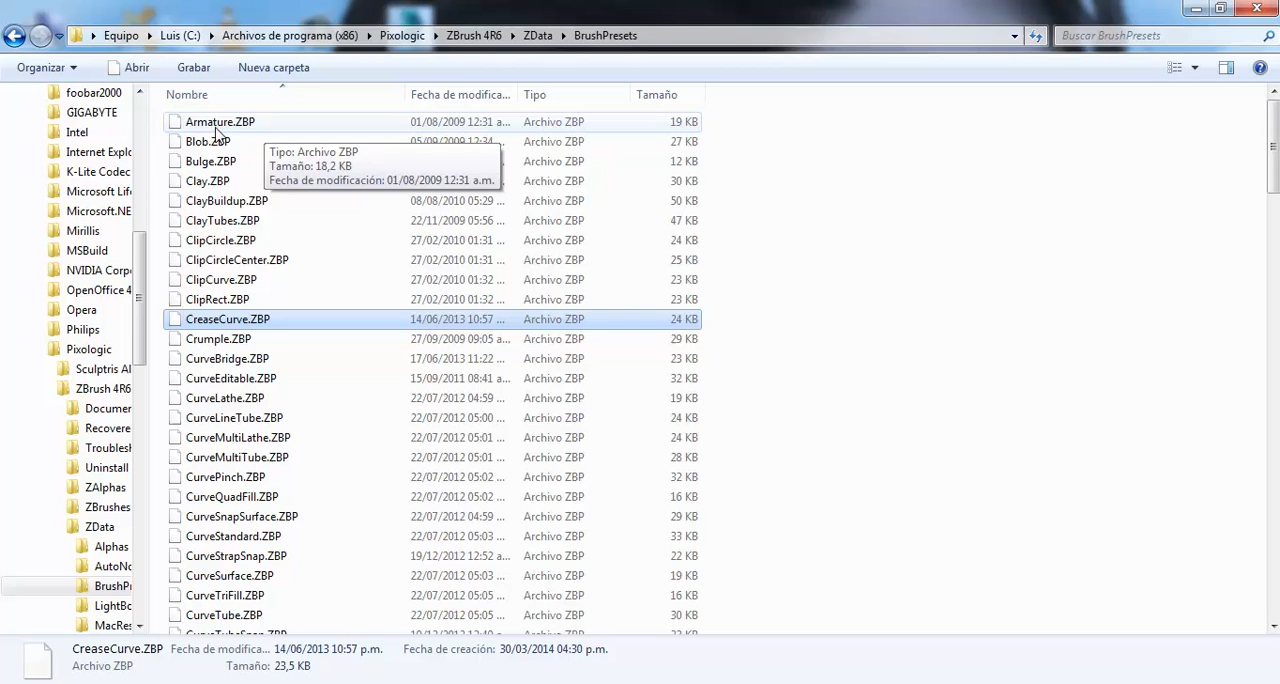 Equipo Luis (C:) Archivos de programa (x86) Pixologic ZBrush 4R6 ZData BrushPresets Buscar BrushPresets
Organizar Abrir Grabar Nueva carpeta
foobar2000
GIGABYTE
Intel
Internet Explo
K-Lite Codec
Microsoft Life
Microsoft.NE
Mirillis
MSBuild
NVIDIA Corp
OpenOffice 4
Opera
Philips
Pixologic
Sculptris Al
ZBrush 4R6
Documen
Recovere
Troublesh
Uninstall
ZAlphas
ZBrushes
ZData
Alphas
AutoNo
BrushPr
LightBo
MacRes
Nombre Fecha de modifica... Tipo Tamaño
Armature.ZBP 01/08/2009 12:31 a... Archivo ZBP 19 KB
Blob.ZBP 05/09/2009 12:34 Archivo ZBP 27 KB
Bulge.ZBP Archivo ZBP 12 KB
Clay.ZBP Archivo ZBP 30 KB
Tipo: Archivo ZBP
Tamaño: 18,2 KB
Fecha de modificación: 01/08/2009 12:31 a.m.
ClayBuildup.ZBP 08/08/2010 05:29 ... Archivo ZBP 50 KB
ClayTubes.ZBP 22/11/2009 05:56 ... Archivo ZBP 47 KB
ClipCircle.ZBP 27/02/2010 01:31 ... Archivo ZBP 24 KB
ClipCircleCenter.ZBP 27/02/2010 01:31 ... Archivo ZBP 25 KB
ClipCurve.ZBP 27/02/2010 01:32 ... Archivo ZBP 23 KB
ClipRect.ZBP 27/02/2010 01:32 ... Archivo ZBP 23 KB
CreaseCurve.ZBP 14/06/2013 10:57 ... Archivo ZBP 24 KB
Crumple.ZBP 27/09/2009 09:05 a... Archivo ZBP 29 KB
CurveBridge.ZBP 17/06/2013 11:22 ... Archivo ZBP 23 KB
CurveEditable.ZBP 15/09/2011 08:41 a... Archivo ZBP 32 KB
CurveLathe.ZBP 22/07/2012 04:59 ... Archivo ZBP 19 KB
CurveLineTube.ZBP 22/07/2012 05:00 ... Archivo ZBP 24 KB
CurveMultiLathe.ZBP 22/07/2012 05:01 ... Archivo ZBP 24 KB
CurveMultiTube.ZBP 22/07/2012 05:01 ... Archivo ZBP 28 KB
CurvePinch.ZBP 22/07/2012 05:02 ... Archivo ZBP 32 KB
CurveQuadFill.ZBP 22/07/2012 05:02 ... Archivo ZBP 16 KB
CurveSnapSurface.ZBP 22/07/2012 04:59 ... Archivo ZBP 29 KB
CurveStandard.ZBP 22/07/2012 05:03 ... Archivo ZBP 33 KB
CurveStrapSnap.ZBP 19/12/2012 12:52 a... Archivo ZBP 22 KB
CurveSurface.ZBP 22/07/2012 05:03 ... Archivo ZBP 19 KB
CurveTriFill.ZBP 22/07/2012 05:05 ... Archivo ZBP 16 KB
CurveTube.ZBP 22/07/2012 05:05 ... Archivo ZBP 30 KB
CreaseCurve.ZBP Fecha de modifica... 14/06/2013 10:57 p.m. Fecha de creación: 30/03/2014 04:30 p.m.
Archivo ZBP Tamaño: 23,5 KB